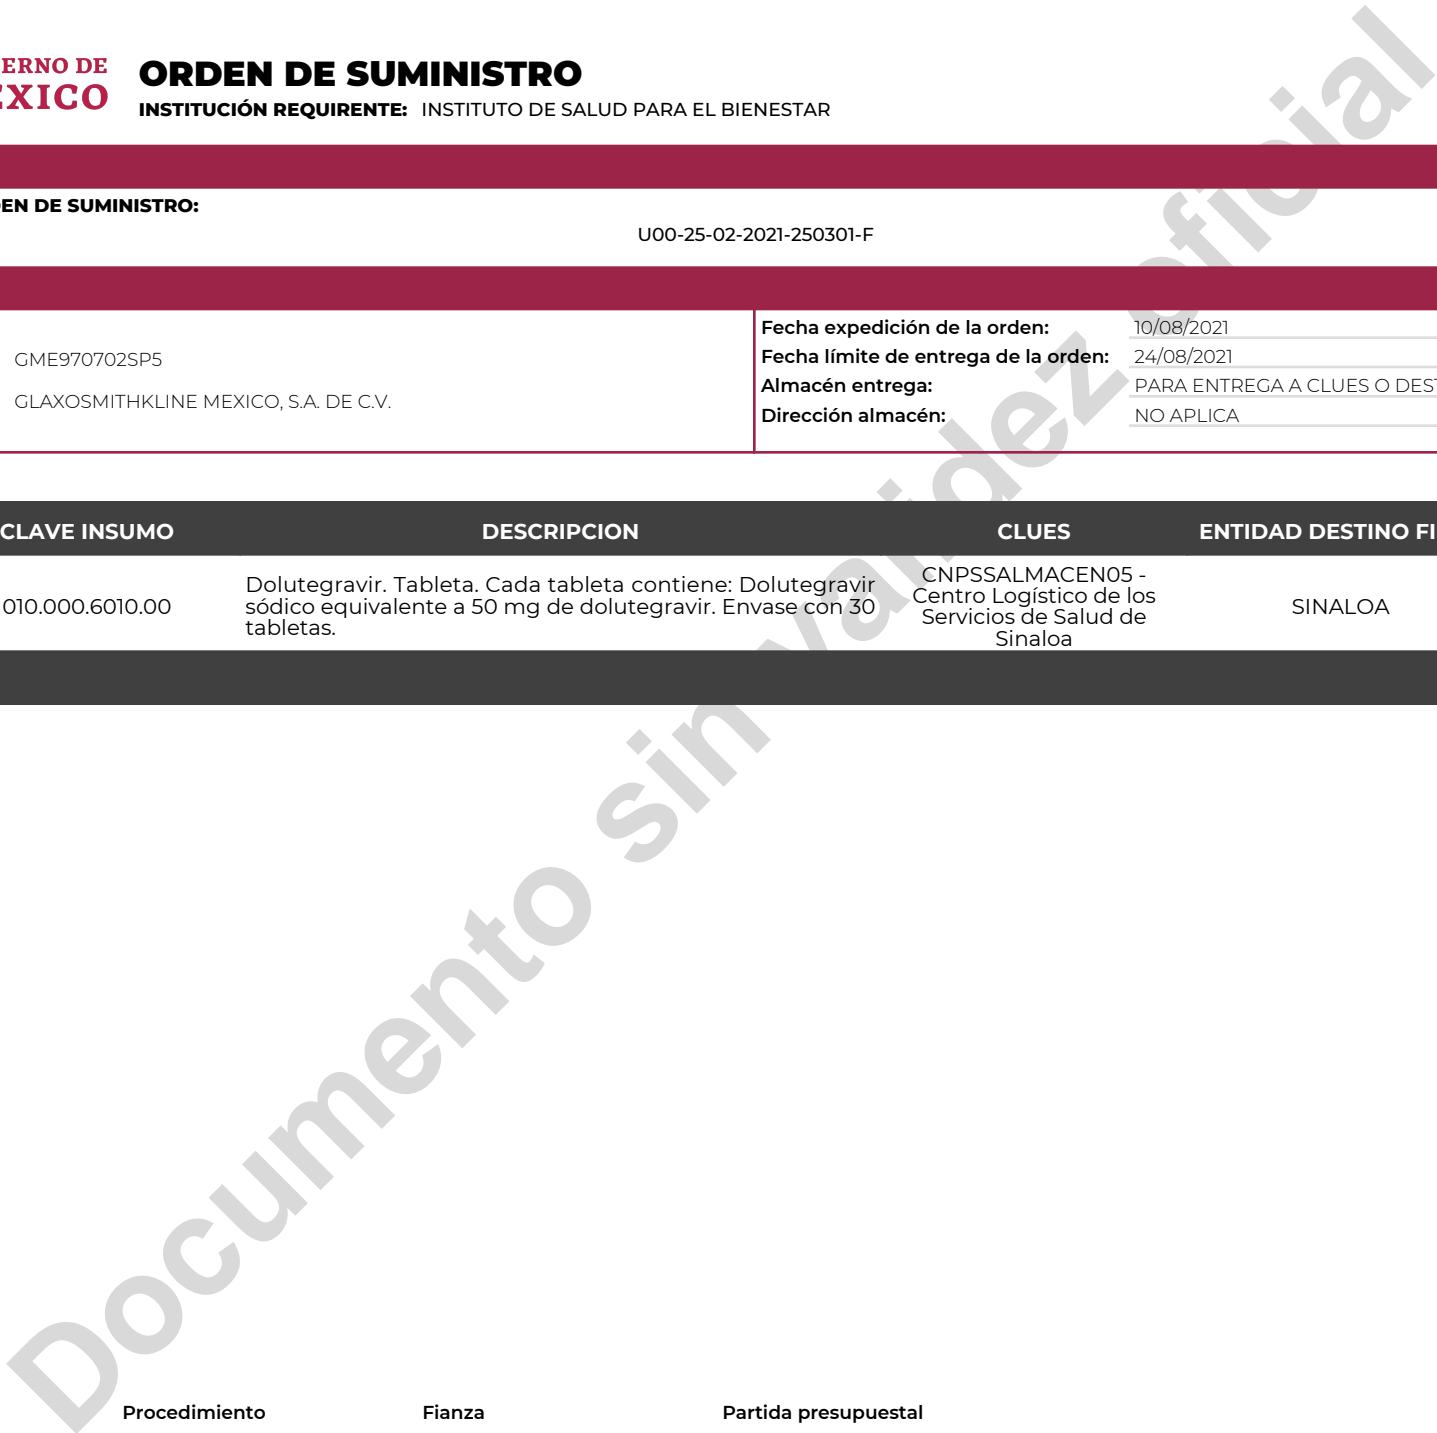 ERNO DE
ORDEN DE SUMINISTRO
XICO
INSTITUCIÓN REQUIRENTE: INSTITUTO DE SALUD PARA EL BIENESTAR
EN DE SUMINISTRO:
U00-25-02-2021-250301-F
GME970702SP5
GLAXOSMITHKLINE MEXICO, S.A. DE C.V.
Fecha expedición de la orden: 10/08/2021
Fecha límite de entrega de la orden: 24/08/2021
Almacén entrega: PARA ENTREGA A CLUES O DEST
Dirección almacén: NO APLICA
CLAVE INSUMO DESCRIPCION CLUES ENTIDAD DESTINO FI
010.000.6010.00
Dolutegravir. Tableta. Cada tableta contiene: Dolutegravir
sódico equivalente a 50 mg de dolutegravir. Envase con 30
tabletas.
CNPSSALMACEN05 -
Centro Logístico de los
Servicios de Salud de
Sinaloa
SINALOA
Documento sin validez oficial
Procedimiento Fianza Partida presupuestal